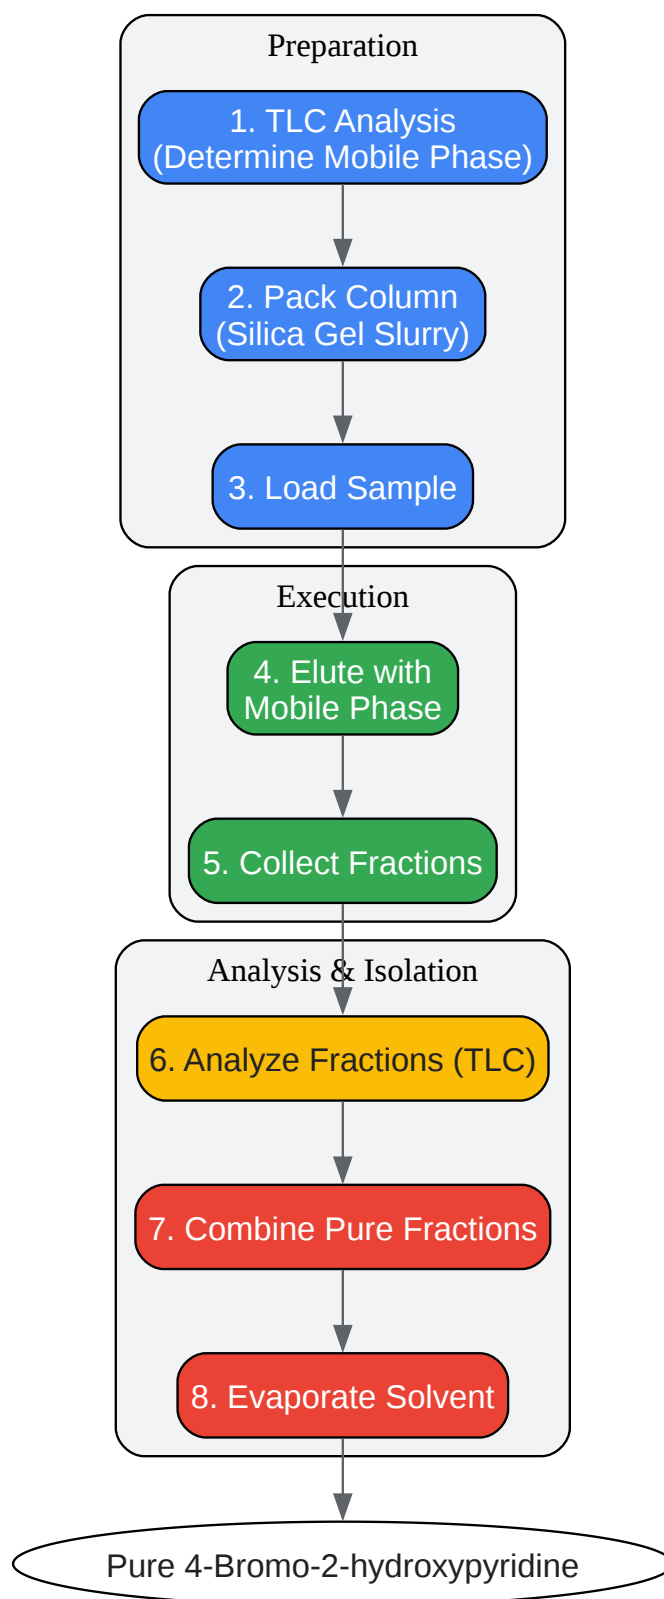 Preparation
1. TLC Analysis
(Determine Mobile Phase)
2. Pack Column
(Silica Gel Slurry)
3. Load Sample
Execution
4. Elute with
Mobile Phase
5. Collect Fractions
Analysis & Isolation
6. Analyze Fractions (TLC)
7. Combine Pure Fractions
8. Evaporate Solvent
Pure 4-Bromo-2-hydroxypyridine